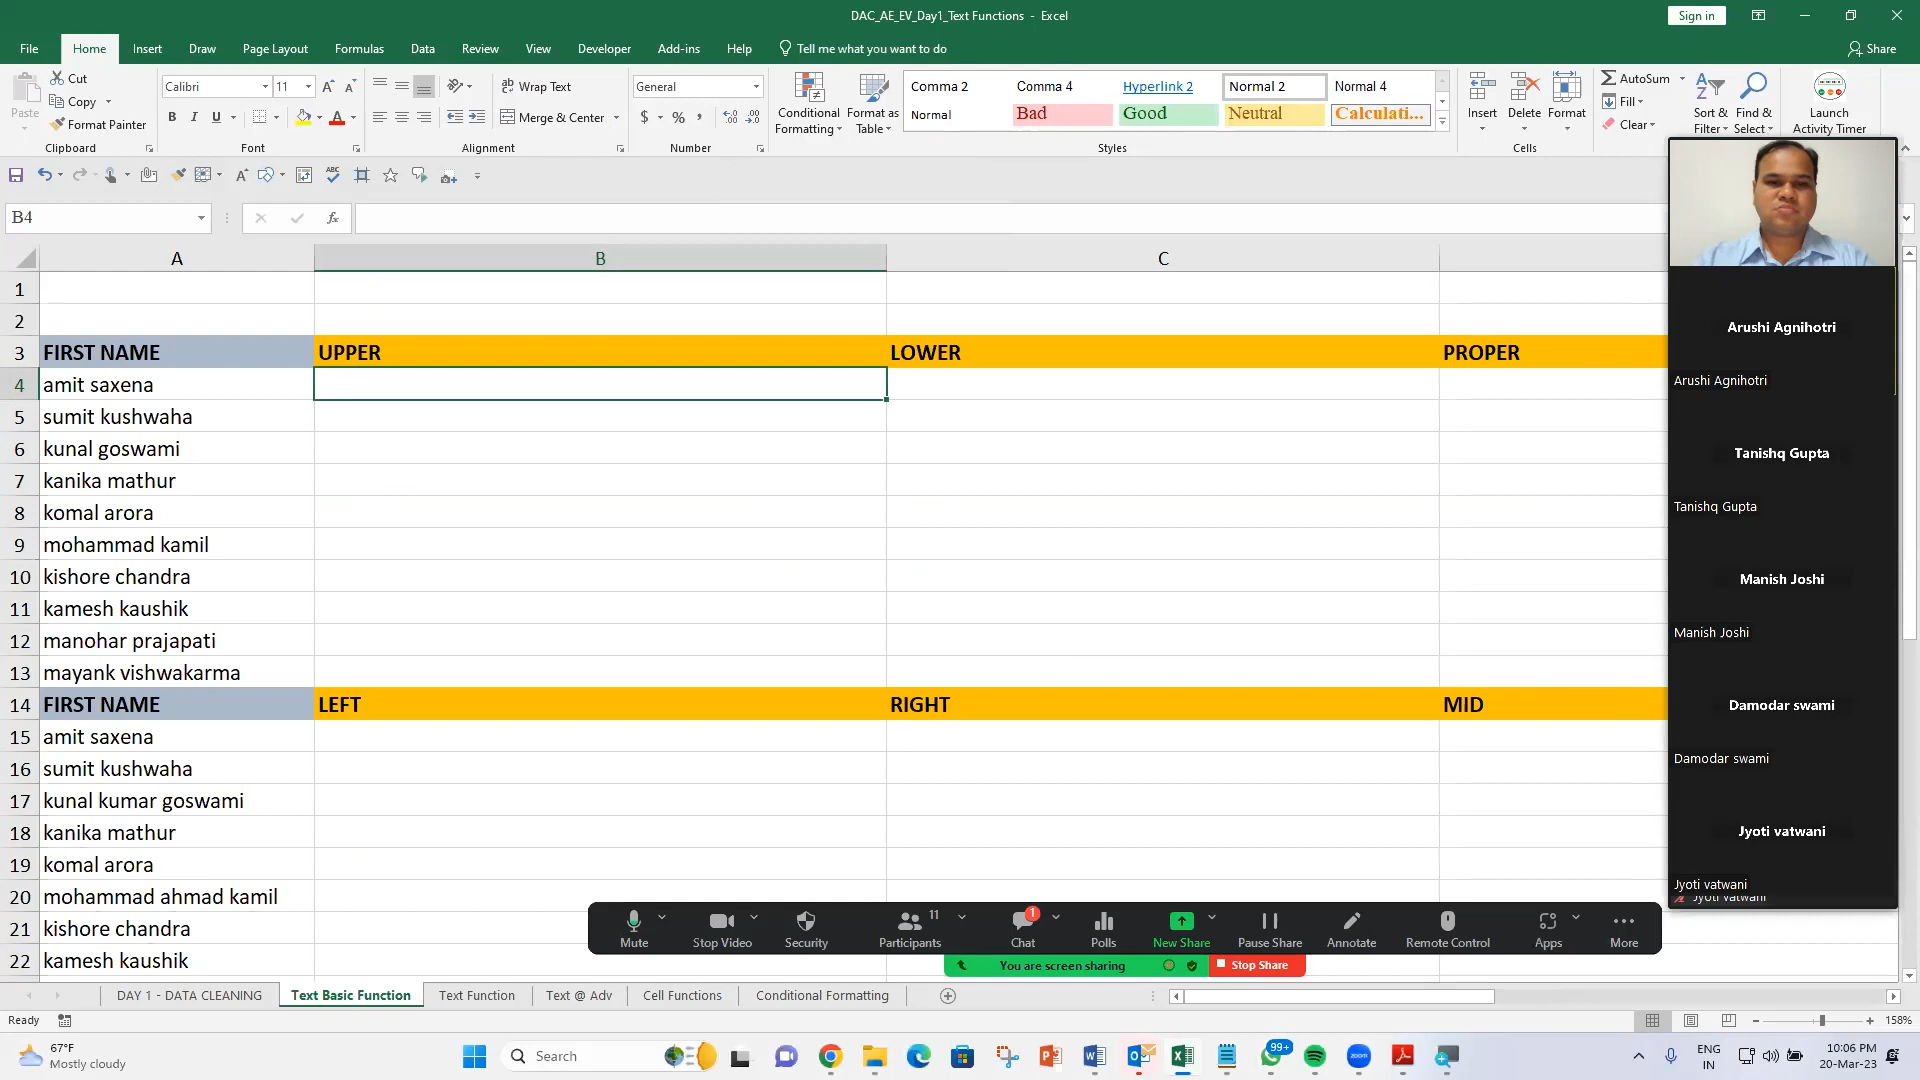 DAC_AE_EV_Day1_Text Functions - Excel
Sign in
File Home Insert Draw Page Layout Formulas Data Review View Developer Add-ins Help Tell me what you want to do
Share
Paste
Cut
Copy
Format Painter
Clipboard
Calibri 11
B I U
Font
Wrap Text
Merge & Center
Alignment
General
Number
Conditional Formatting
Format as Table
Comma 2 Comma 4 Hyperlink 2 Normal 2 Normal 4
Normal Bad Good Neutral Calculati...
Styles
Insert Delete Format
Cells
AutoSum
Fill
Clear
Sort & Filter
Find & Select
Launch Activity Timer
B4
fx
A B C
1
2
3 FIRST NAME UPPER LOWER PROPER
4 amit saxena
5 sumit kushwaha
6 kunal goswami
7 kanika mathur
8 komal arora
9 mohammad kamil
10 kishore chandra
11 kamesh kaushik
12 manohar prajapati
13 mayank vishwakarma
14 FIRST NAME LEFT RIGHT MID
15 amit saxena
16 sumit kushwaha
17 kunal kumar goswami
18 kanika mathur
19 komal arora
20 mohammad ahmad kamil
21 kishore chandra
22 kamesh kaushik
Arushi Agnihotri
Arushi Agnihotri
Tanishq Gupta
Tanishq Gupta
Manish Joshi
Manish Joshi
Damodar swami
Damodar swami
Jyoti vatwani
Jyoti vatwani
Jyoti vatwani
11
1
Mute Stop Video Security Participants Chat Polls New Share Pause Share Annotate Remote Control Apps More
You are screen sharing
Stop Share
DAY 1 - DATA CLEANING Text Basic Function Text Function Text @ Adv Cell Functions Conditional Formatting
Ready
158%
67°F
Mostly cloudy
Search
99+
zoom
ENG
IN
10:06 PM
20-Mar-23